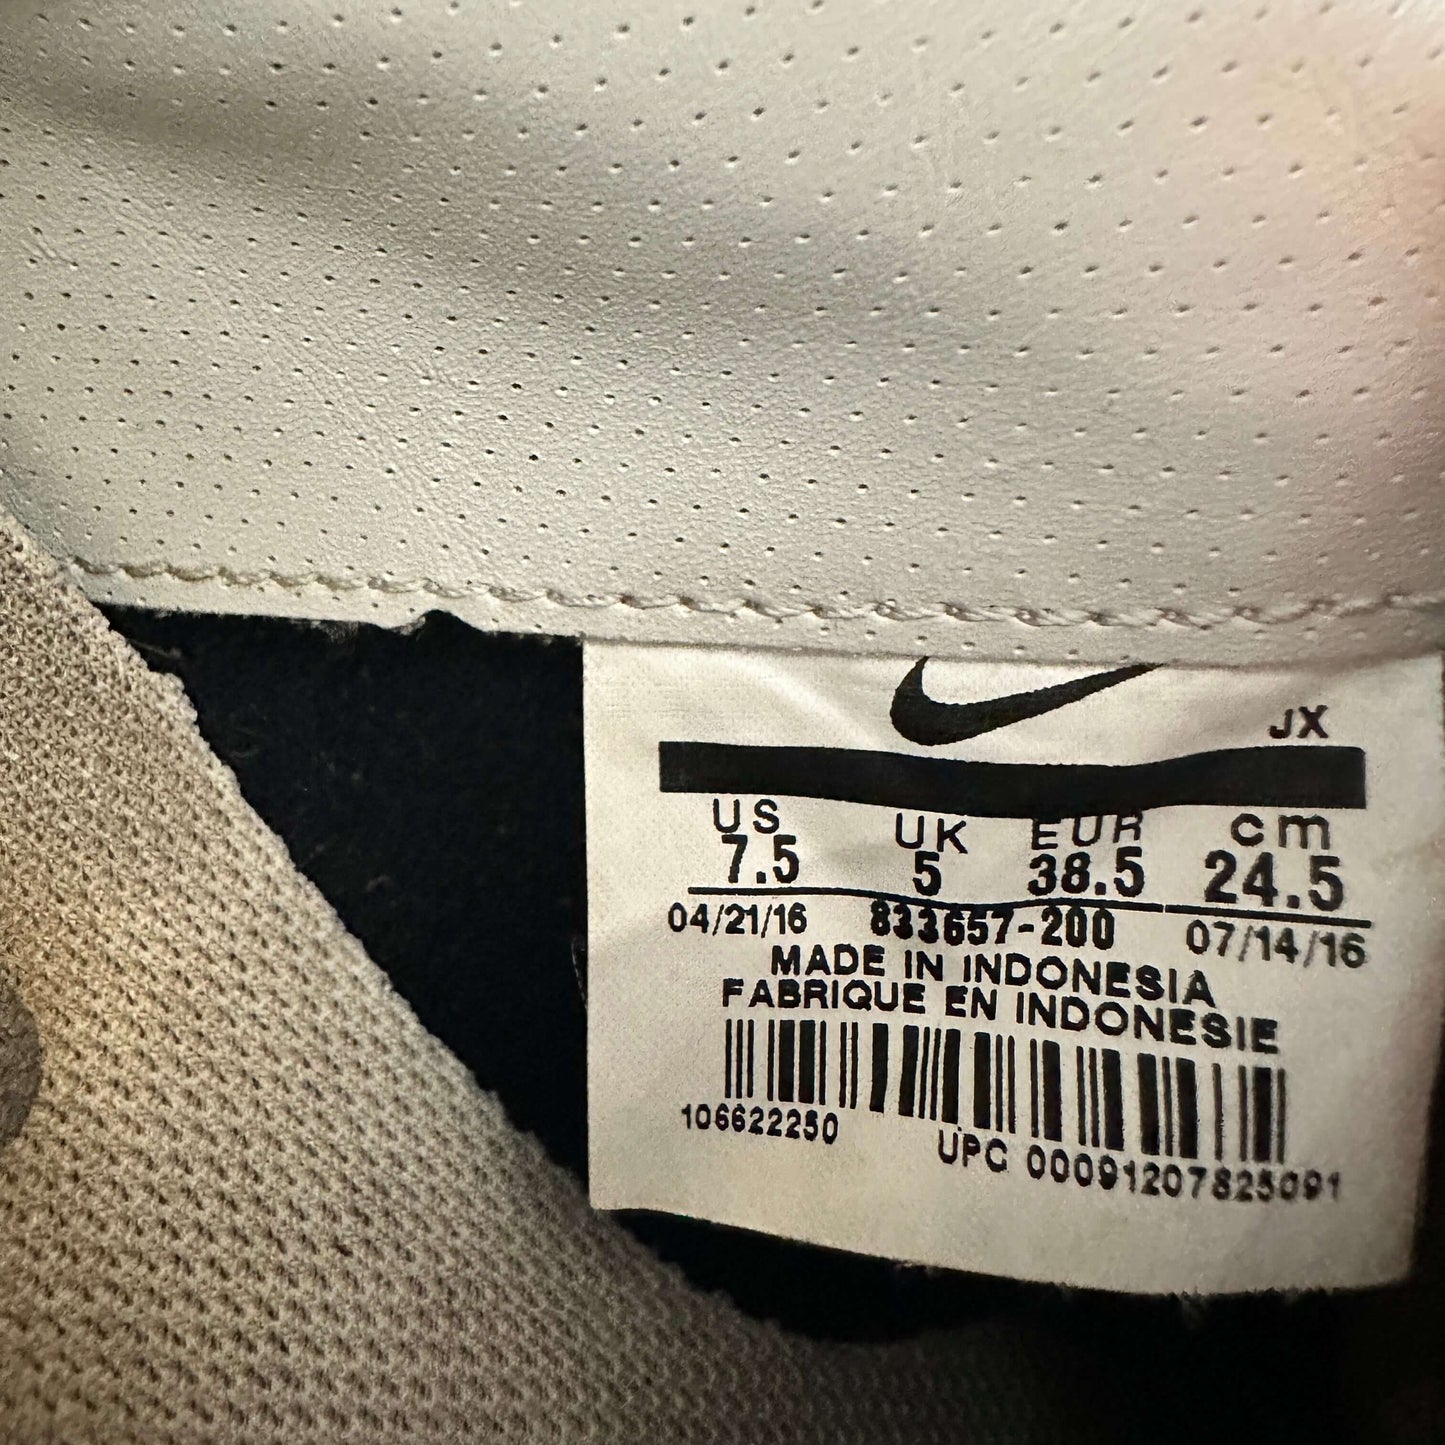 JX
US UK EUR cm
7.5 5 38.5 24.5
04/21/16 833657-200 07/14/16
MADE IN INDONESIA
FABRIQUE EN INDONESIE
106622250
UPC 00091207825091